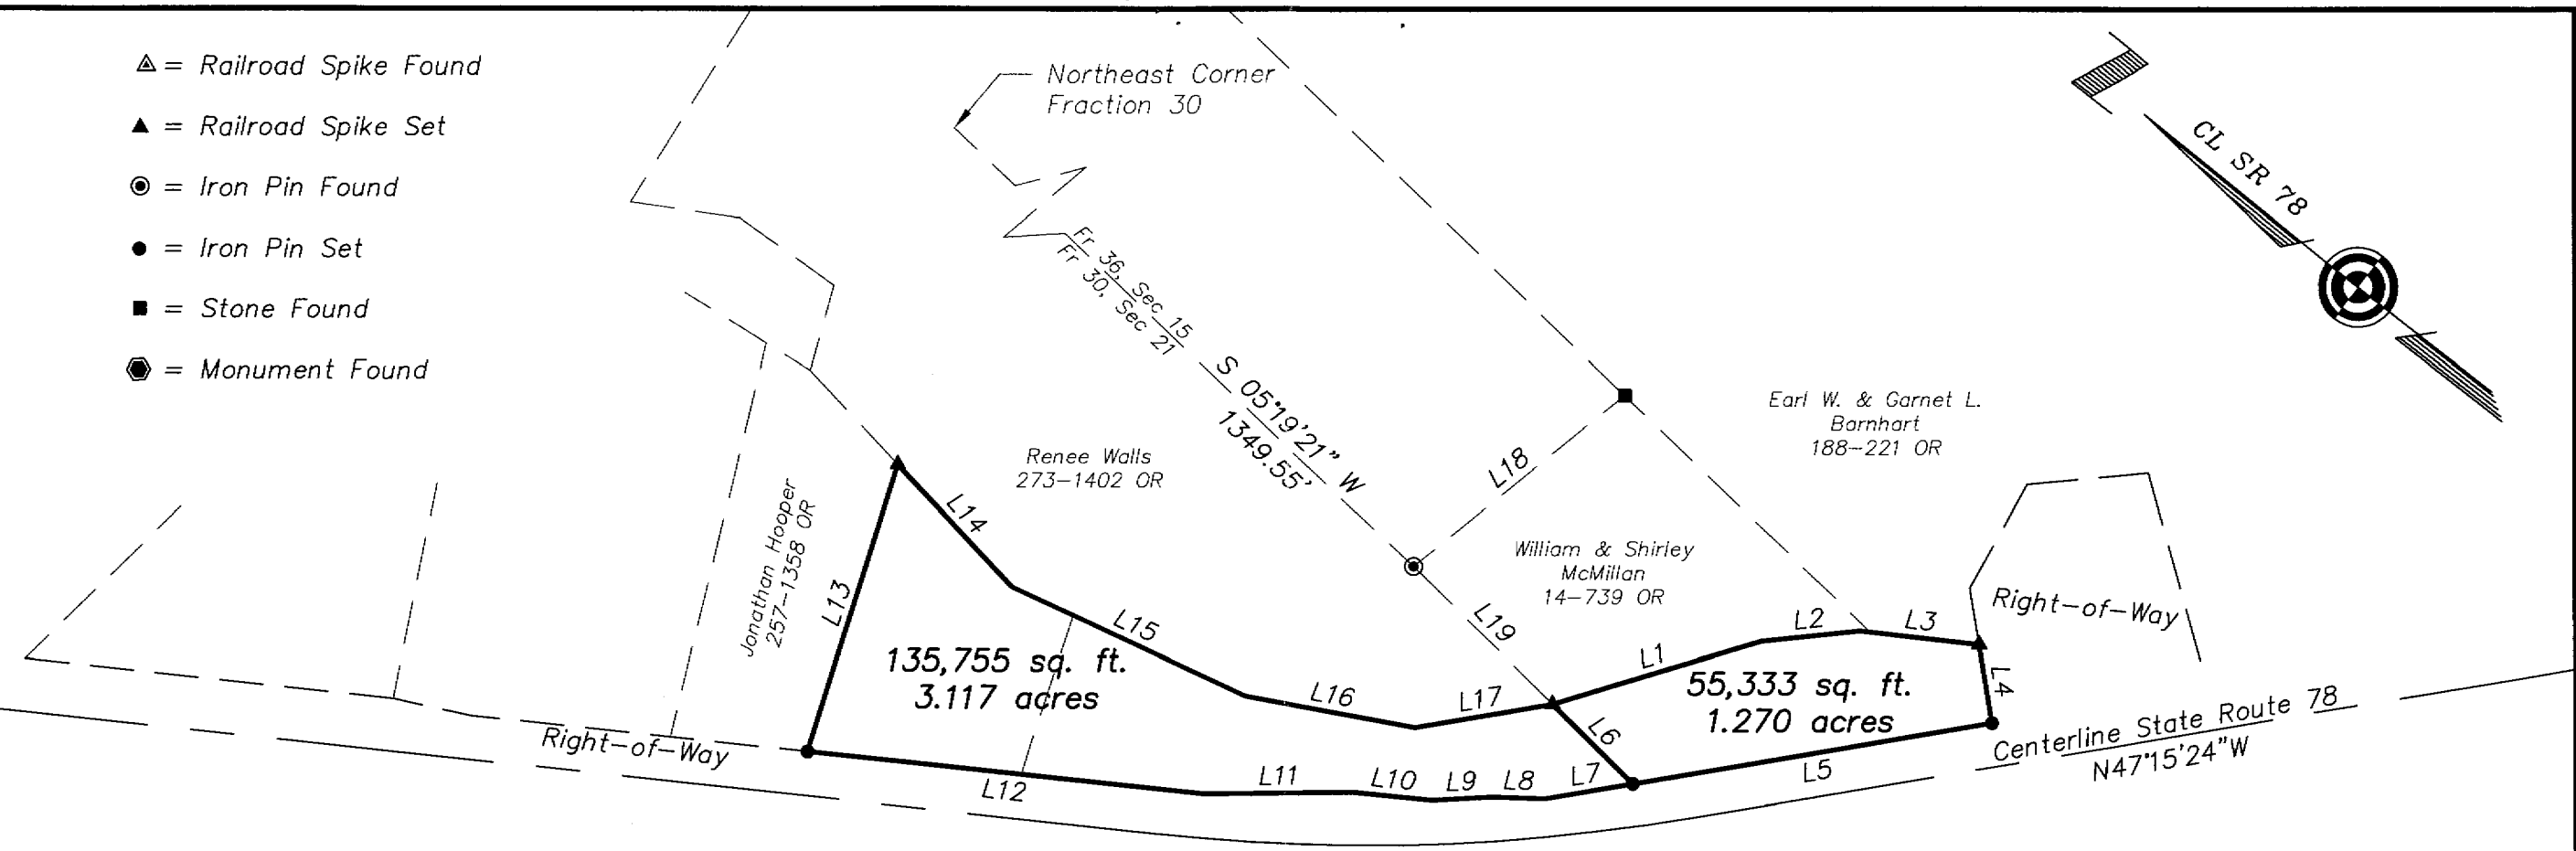 = Railroad Spike Found
= Railroad Spike Set
= Iron Pin Found
= Iron Pin Set
= Stone Found
= Monument Found
Northeast Corner
Fraction 30
CL SR 78
Fr 36, Sec 15
Fr 30, Sec 21
S 05°19'21" W
1349.55'
Renee Walls
273-1402 OR
Jonathan Hooper
257-1358 OR
Earl W. & Garnet L.
Barnhart
188-221 OR
William & Shirley
McMillan
14-739 OR
L18
L19
L14
L13
L15
L16
L17
L1
L2
L3
L4
L6
Right-of-Way
135,755 sq. ft.
3.117 acres
55,333 sq. ft.
1.270 acres
Right-of-Way
Centerline State Route 78
N47°15'24"W
L12
L11
L10
L9
L8
L7
L5